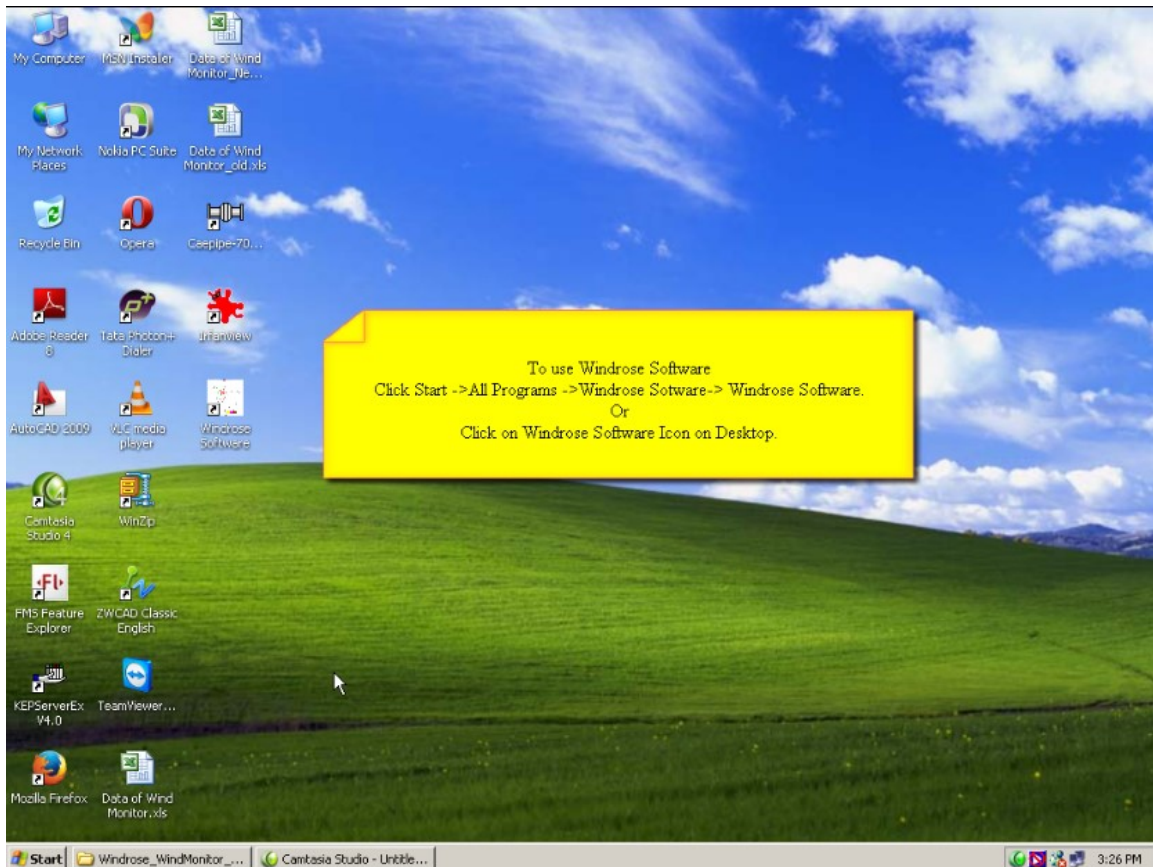 My Computer
MSN Installer
Data of Wind
Monitor_Ne...
My Network
Places
Nokia PC Suite
Data of Wind
Monitor_old.xls
Recycle Bin
Opera
Caepipe-70...
Adobe Reader
8
Tata Photon+
Dialer
IrfanView
AutoCAD 2009
VLC media
player
Windrose
Software
Camtasia
Studio 4
WinZip
FMS Feature
Explorer
ZWCAD Classic
English
KEPServerEx
V4.0
TeamViewer...
Mozilla Firefox
Data of Wind
Monitor.xls
To use Windrose Software
Click Start ->All Programs ->Windrose Sotware-> Windrose Software.
Or
Click on Windrose Software Icon on Desktop.
Start
Windrose_WindMonitor_...
Camtasia Studio - Untitle...
3:26 PM